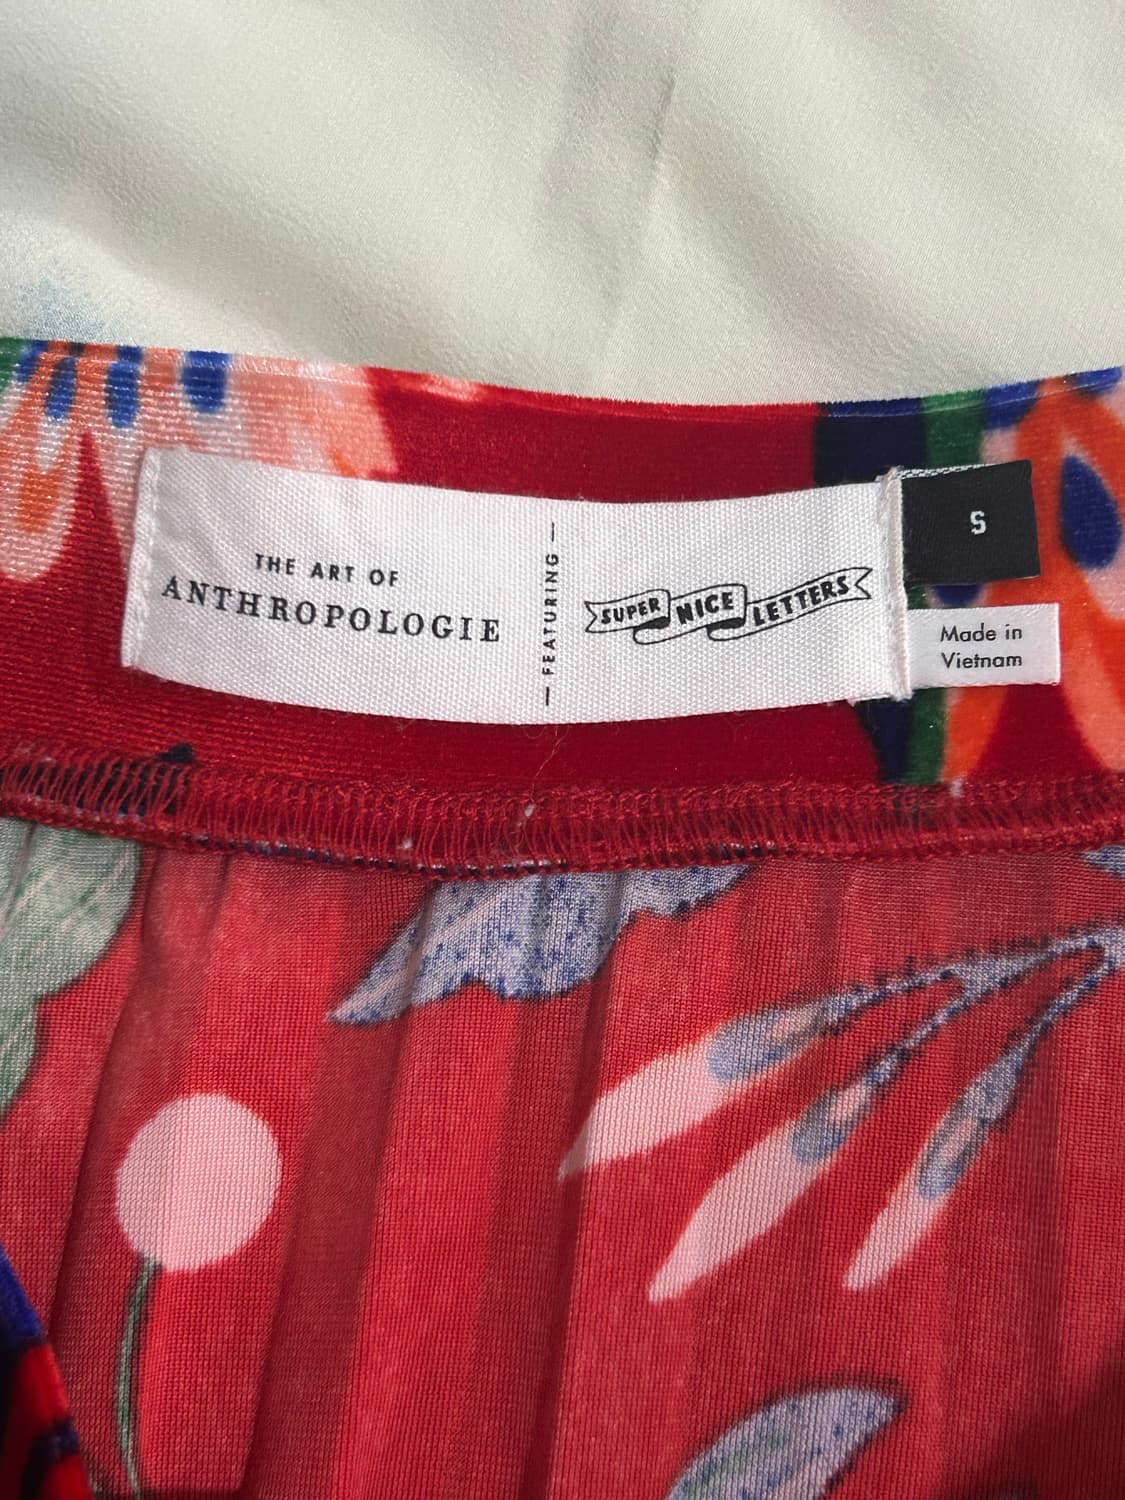 THE ART OF
ANTHROPOLOGIE
— FEATURING —
SUPER NICE LETTERS
S
Made in
Vietnam